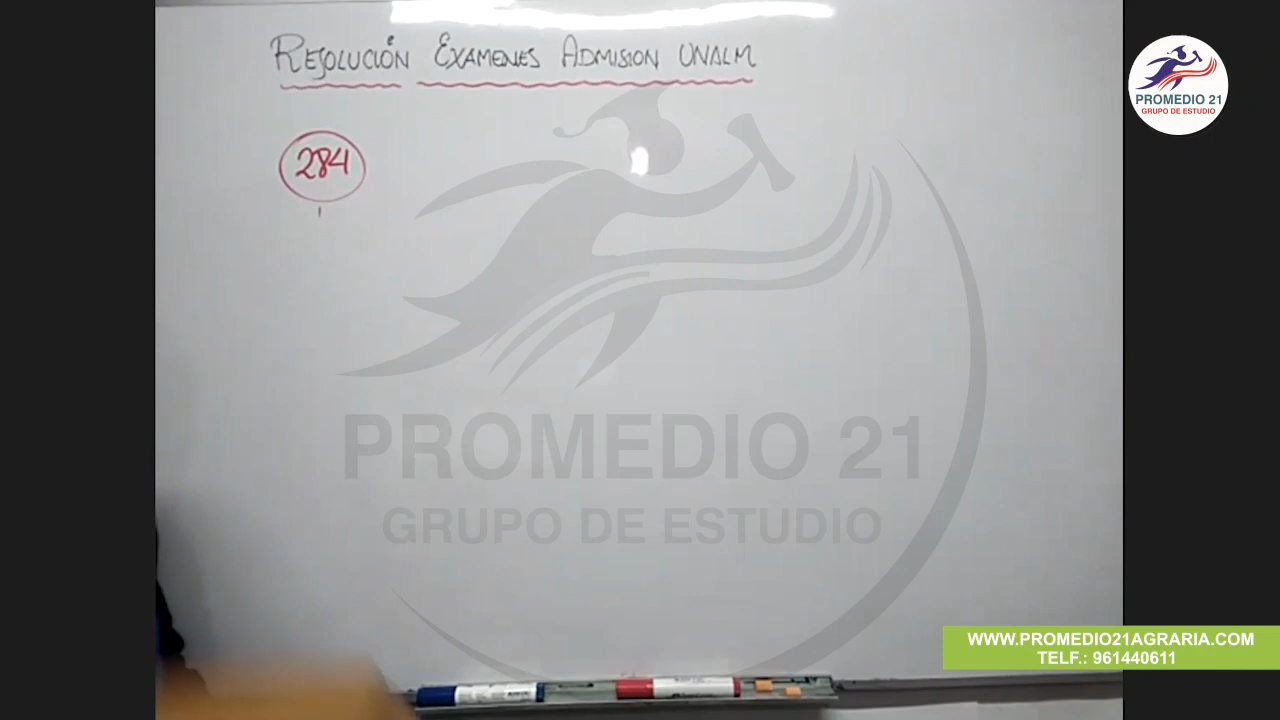 RESOLUCIÓN EXAMENES ADMISION UNALM
284
PROMEDIO 21
GRUPO DE ESTUDIO
PROMEDIO 21
GRUPO DE ESTUDIO
WWW.PROMEDIO21AGRARIA.COM
TELF.: 961440611